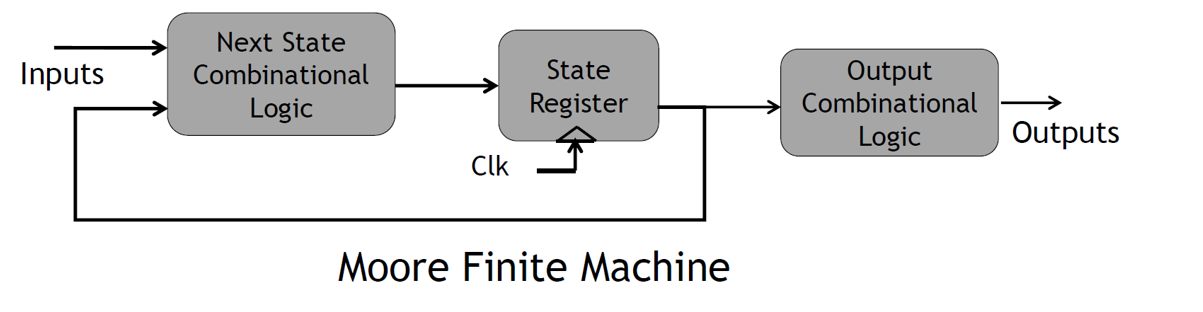 Inputs
Next State
Combinational
Logic
State
Register
Clk
Output
Combinational
Logic
Outputs
Moore Finite Machine